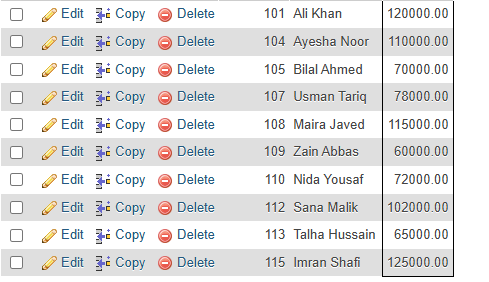 Edit Copy Delete 101 Ali Khan 120000.00
Edit Copy Delete 104 Ayesha Noor 110000.00
Edit Copy Delete 105 Bilal Ahmed 70000.00
Edit Copy Delete 107 Usman Tariq 78000.00
Edit Copy Delete 108 Maira Javed 115000.00
Edit Copy Delete 109 Zain Abbas 60000.00
Edit Copy Delete 110 Nida Yousaf 72000.00
Edit Copy Delete 112 Sana Malik 102000.00
Edit Copy Delete 113 Talha Hussain 65000.00
Edit Copy Delete 115 Imran Shafi 125000.00